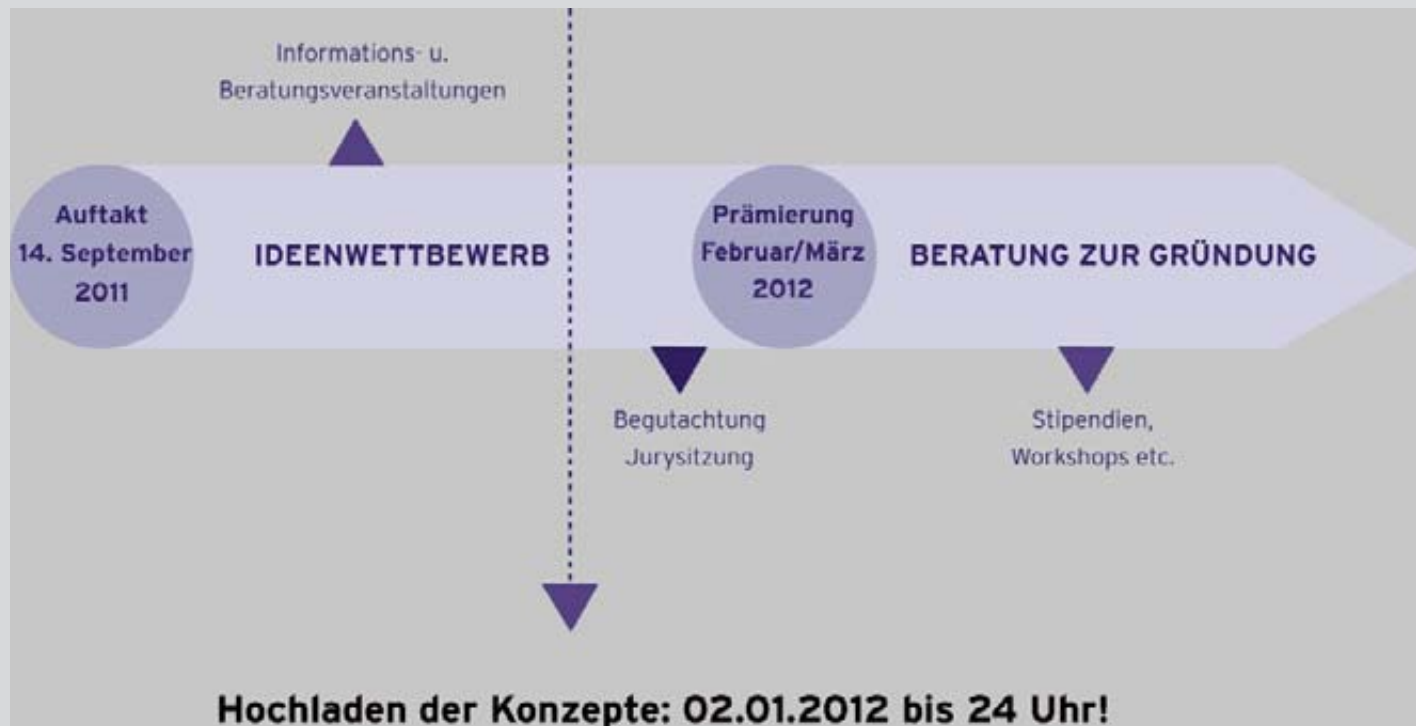 Informations- u.
Beratungsveranstaltungen
Auftakt
14. September
2011
IDEENWETTBEWERB
Prämierung
Februar/März
2012
BERATUNG ZUR GRÜNDUNG
Begutachtung
Jurysitzung
Stipendien,
Workshops etc.
Hochladen der Konzepte: 02.01.2012 bis 24 Uhr!